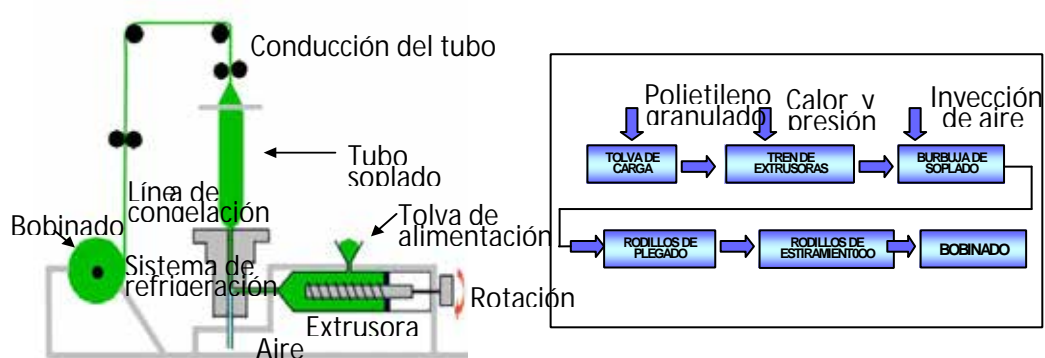 Conducción del tubo
Tubo
soplado
Línea de
congelación
Tolva de
alimentación
Bobinado
Sistema de
refrigeración
Rotación
Extrusora
Aire
Polietileno
granulado
Calor y
presión
Inyección
de aire
TOLVA DE
CARGA
TREN DE
EXTRUSORAS
BURBUJA DE
SOPLADO
RODILLOS DE
PLEGADO
RODILLOS DE
ESTIRAMIENT0OO
BOBINADO